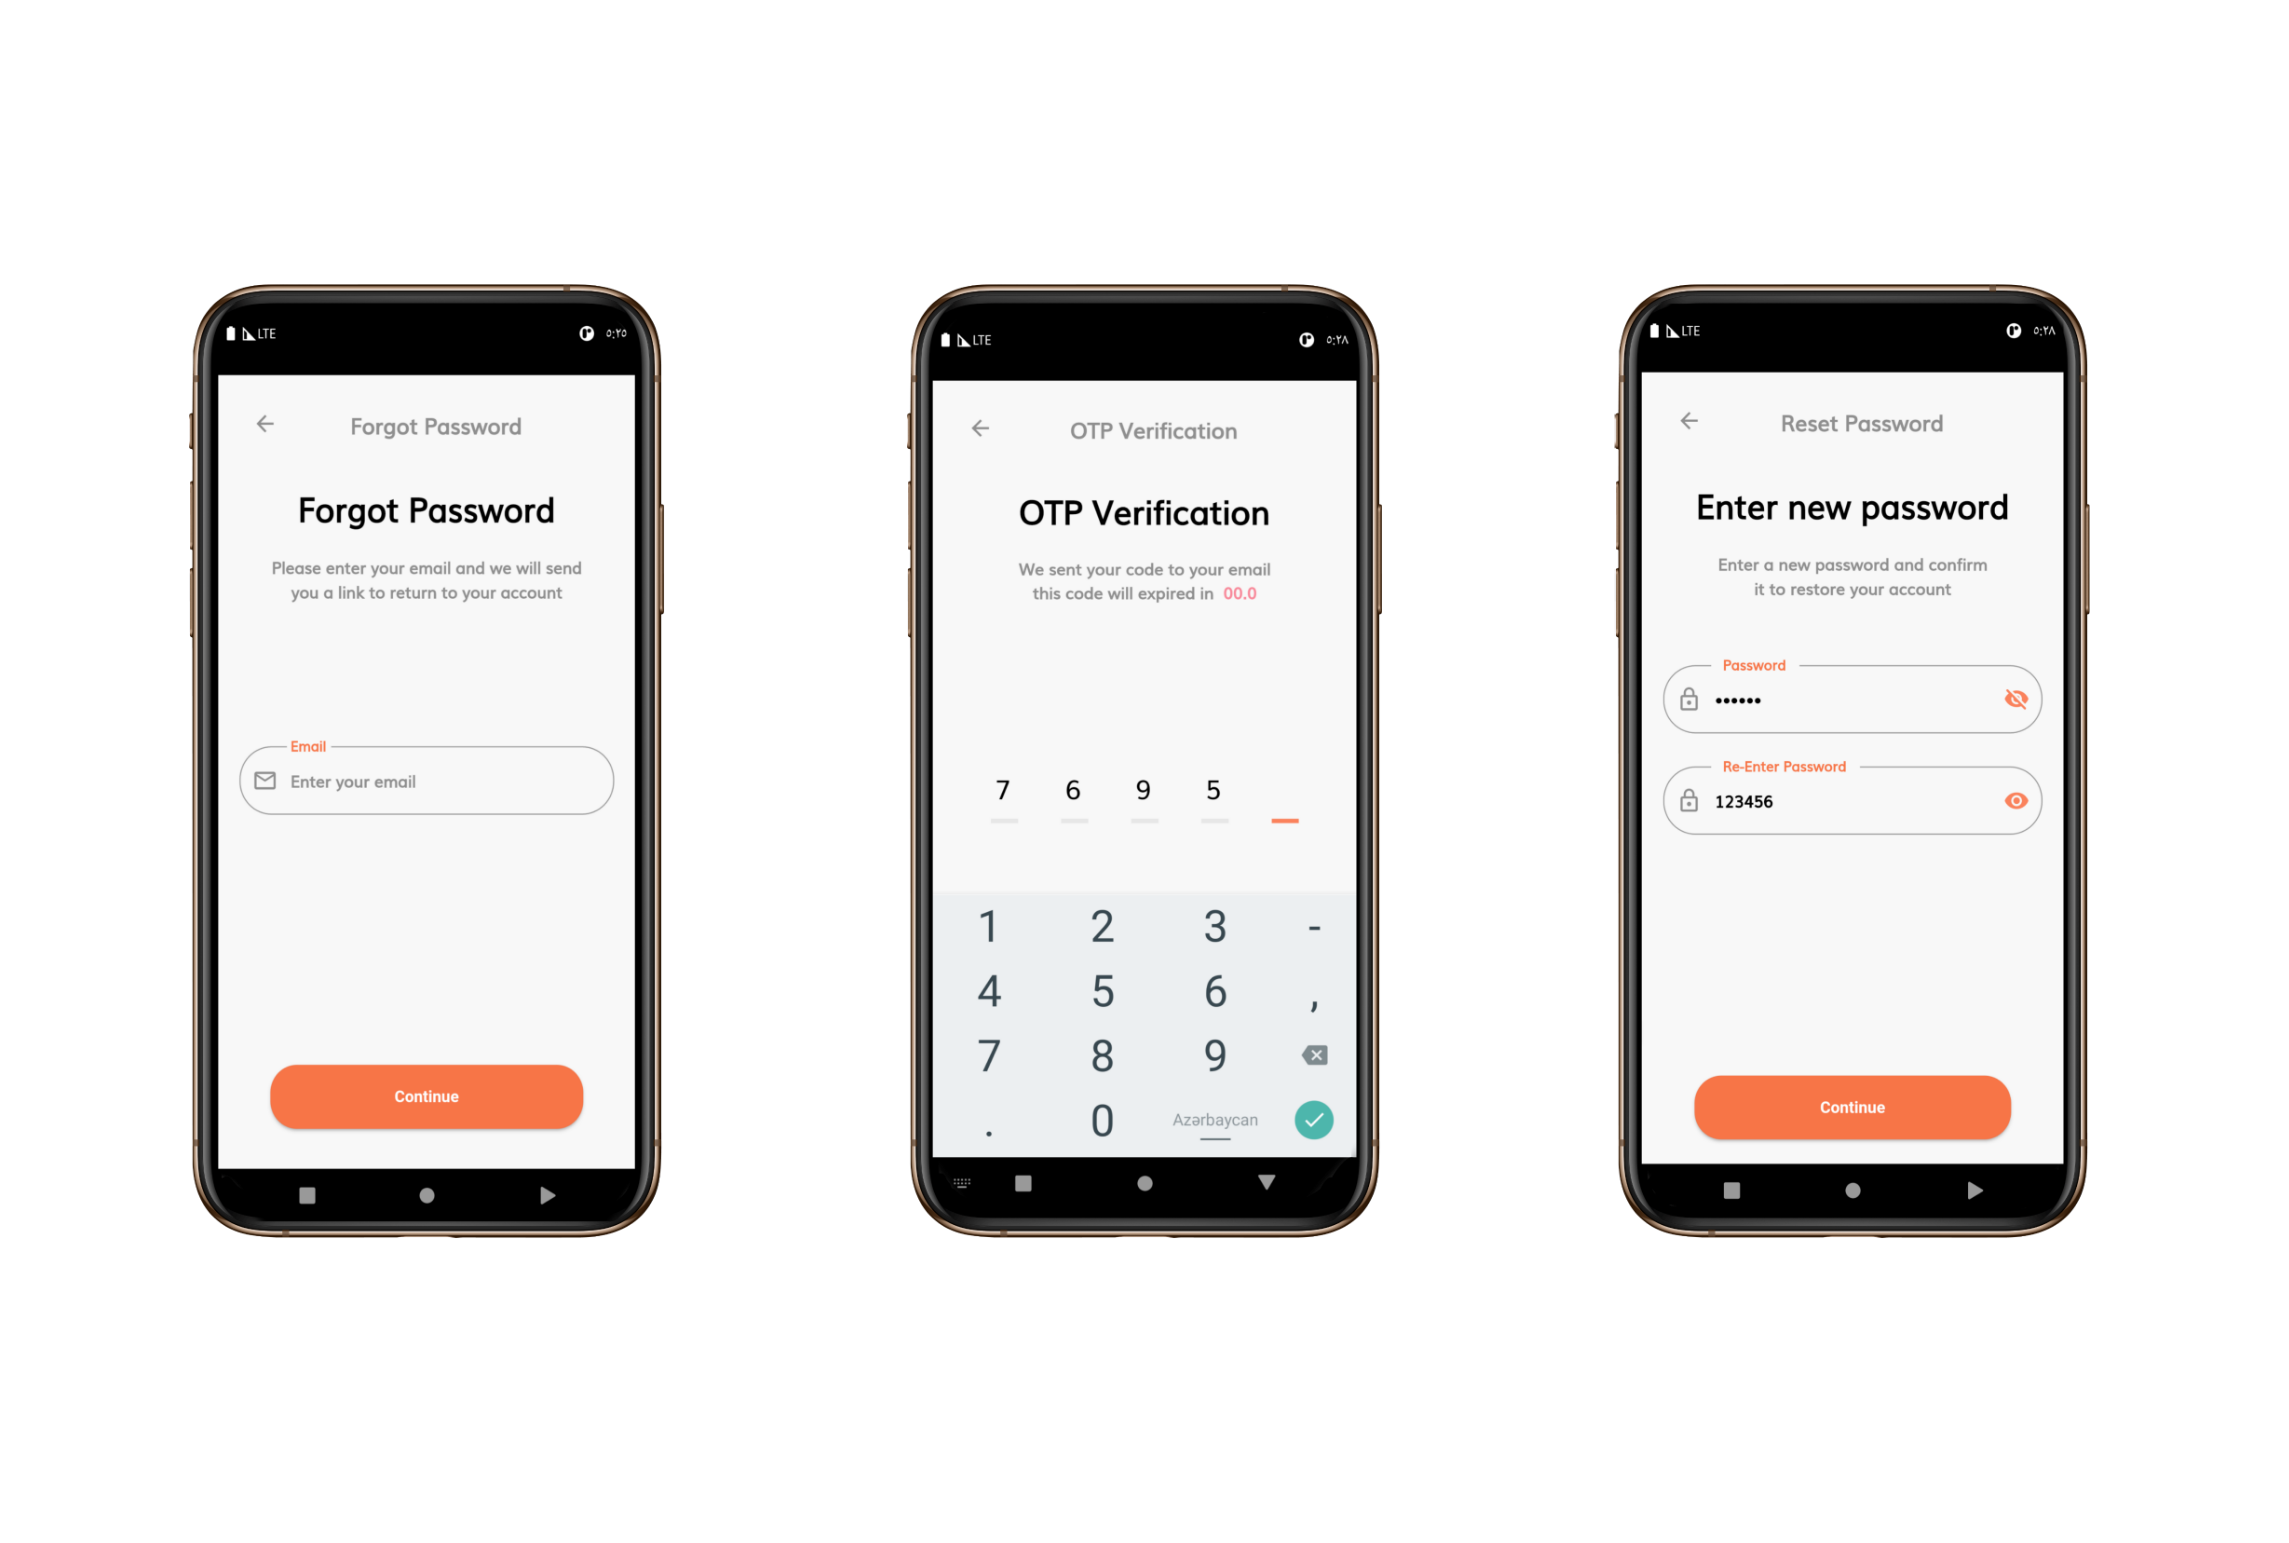 LTE ٥:٢٥
Forgot Password
Forgot Password
Please enter your email and we will send
you a link to return to your account
Email
Enter your email
Continue
LTE ٥:٢٨
OTP Verification
OTP Verification
We sent your code to your email
this code will expired in 00.0
7 6 9 5
1 2 3 -
4 5 6 ,
7 8 9
. 0 Azərbaycan
LTE ٥:٢٨
Reset Password
Enter new password
Enter a new password and confirm
it to restore your account
Password
••••••
Re-Enter Password
123456
Continue